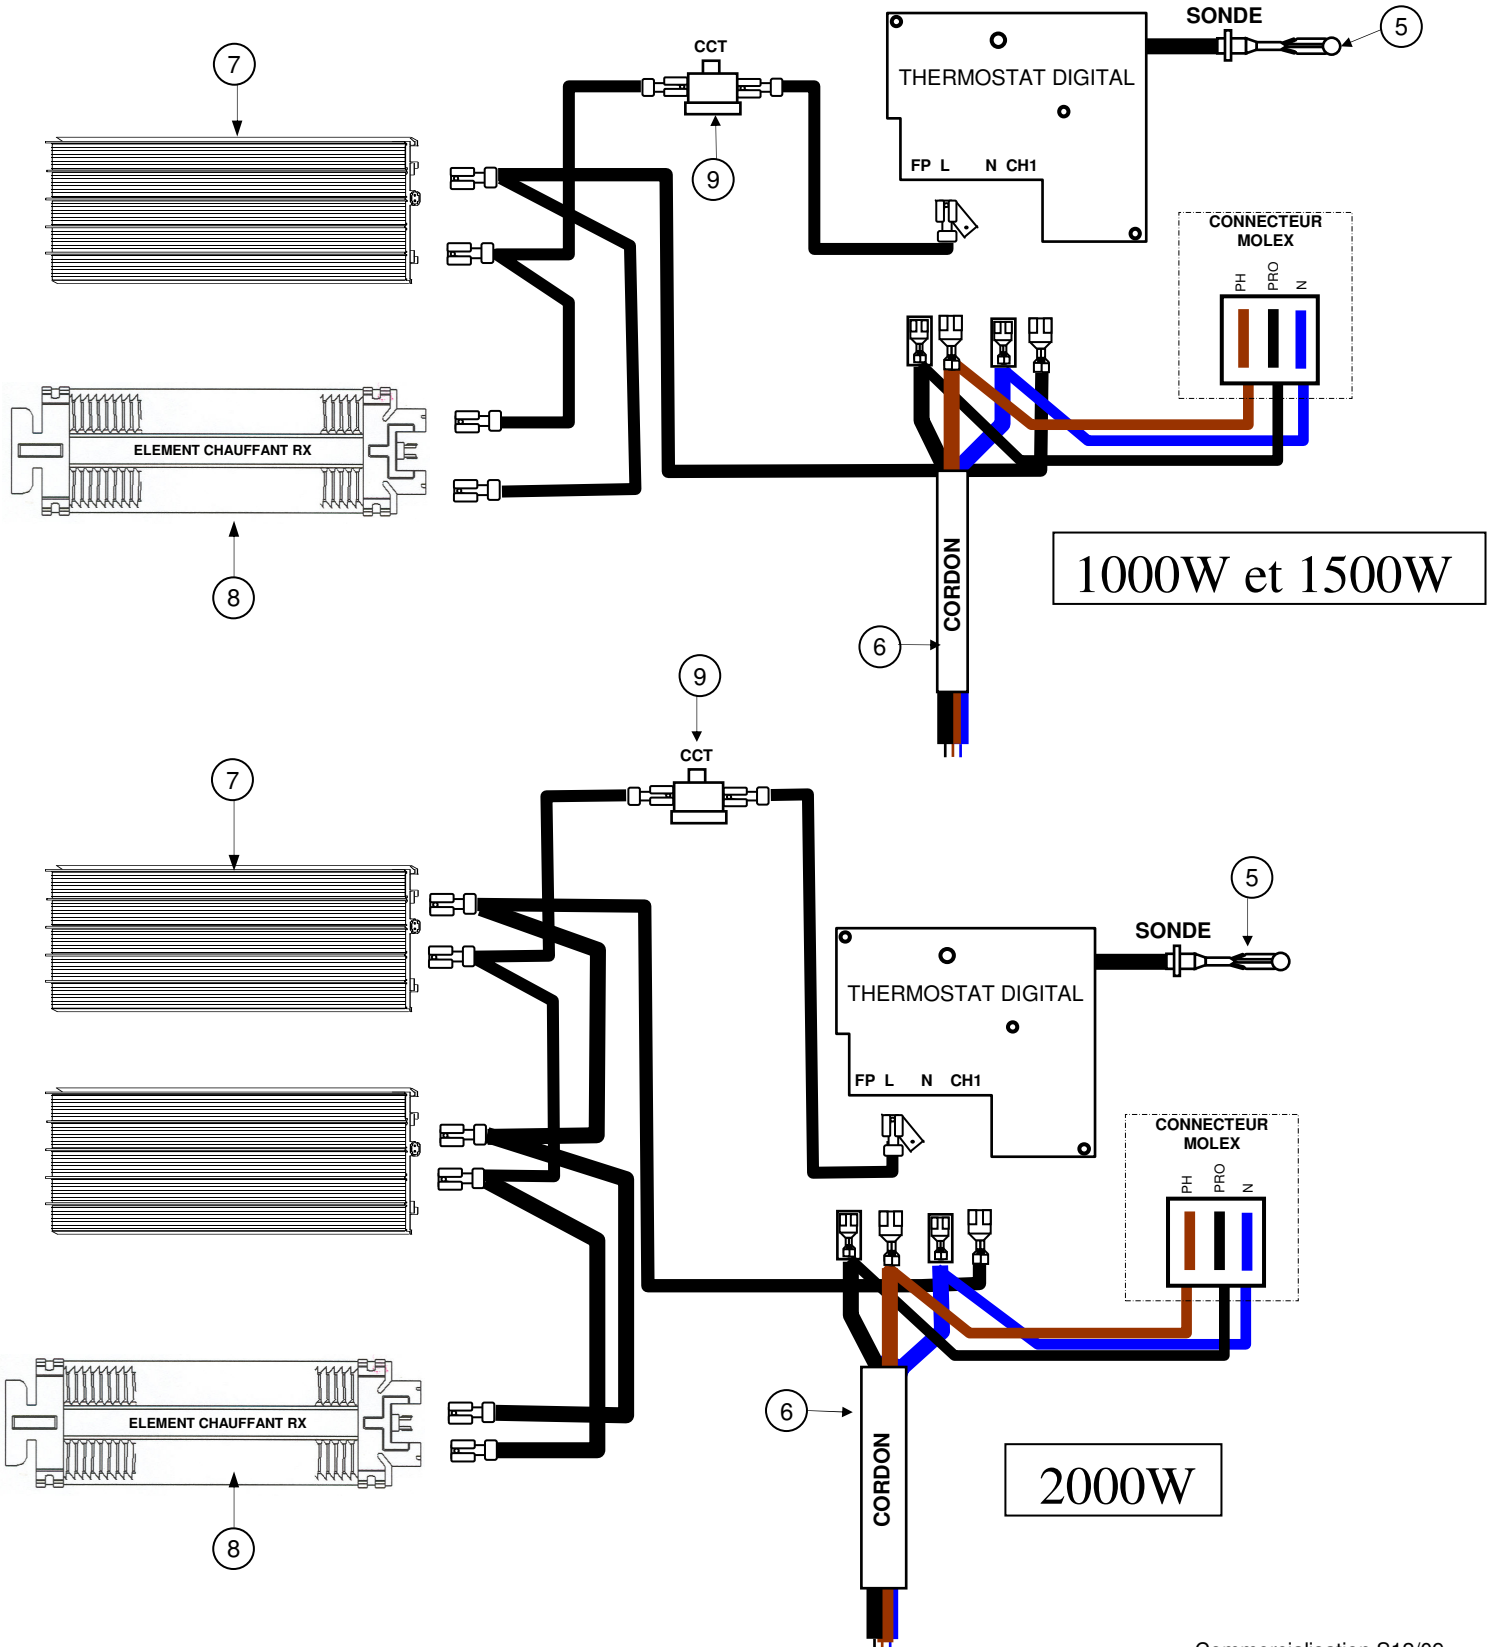 SONDE
5
CCT
7
THERMOSTAT DIGITAL
9
FP L N CH1
CONNECTEUR
MOLEX
PH PRO N
ELEMENT CHAUFFANT RX
8
CORDON
1000W et 1500W
6
9
CCT
7
5
SONDE
THERMOSTAT DIGITAL
FP L N CH1
CONNECTEUR
MOLEX
PH PRO N
ELEMENT CHAUFFANT RX
6
CORDON
2000W
8